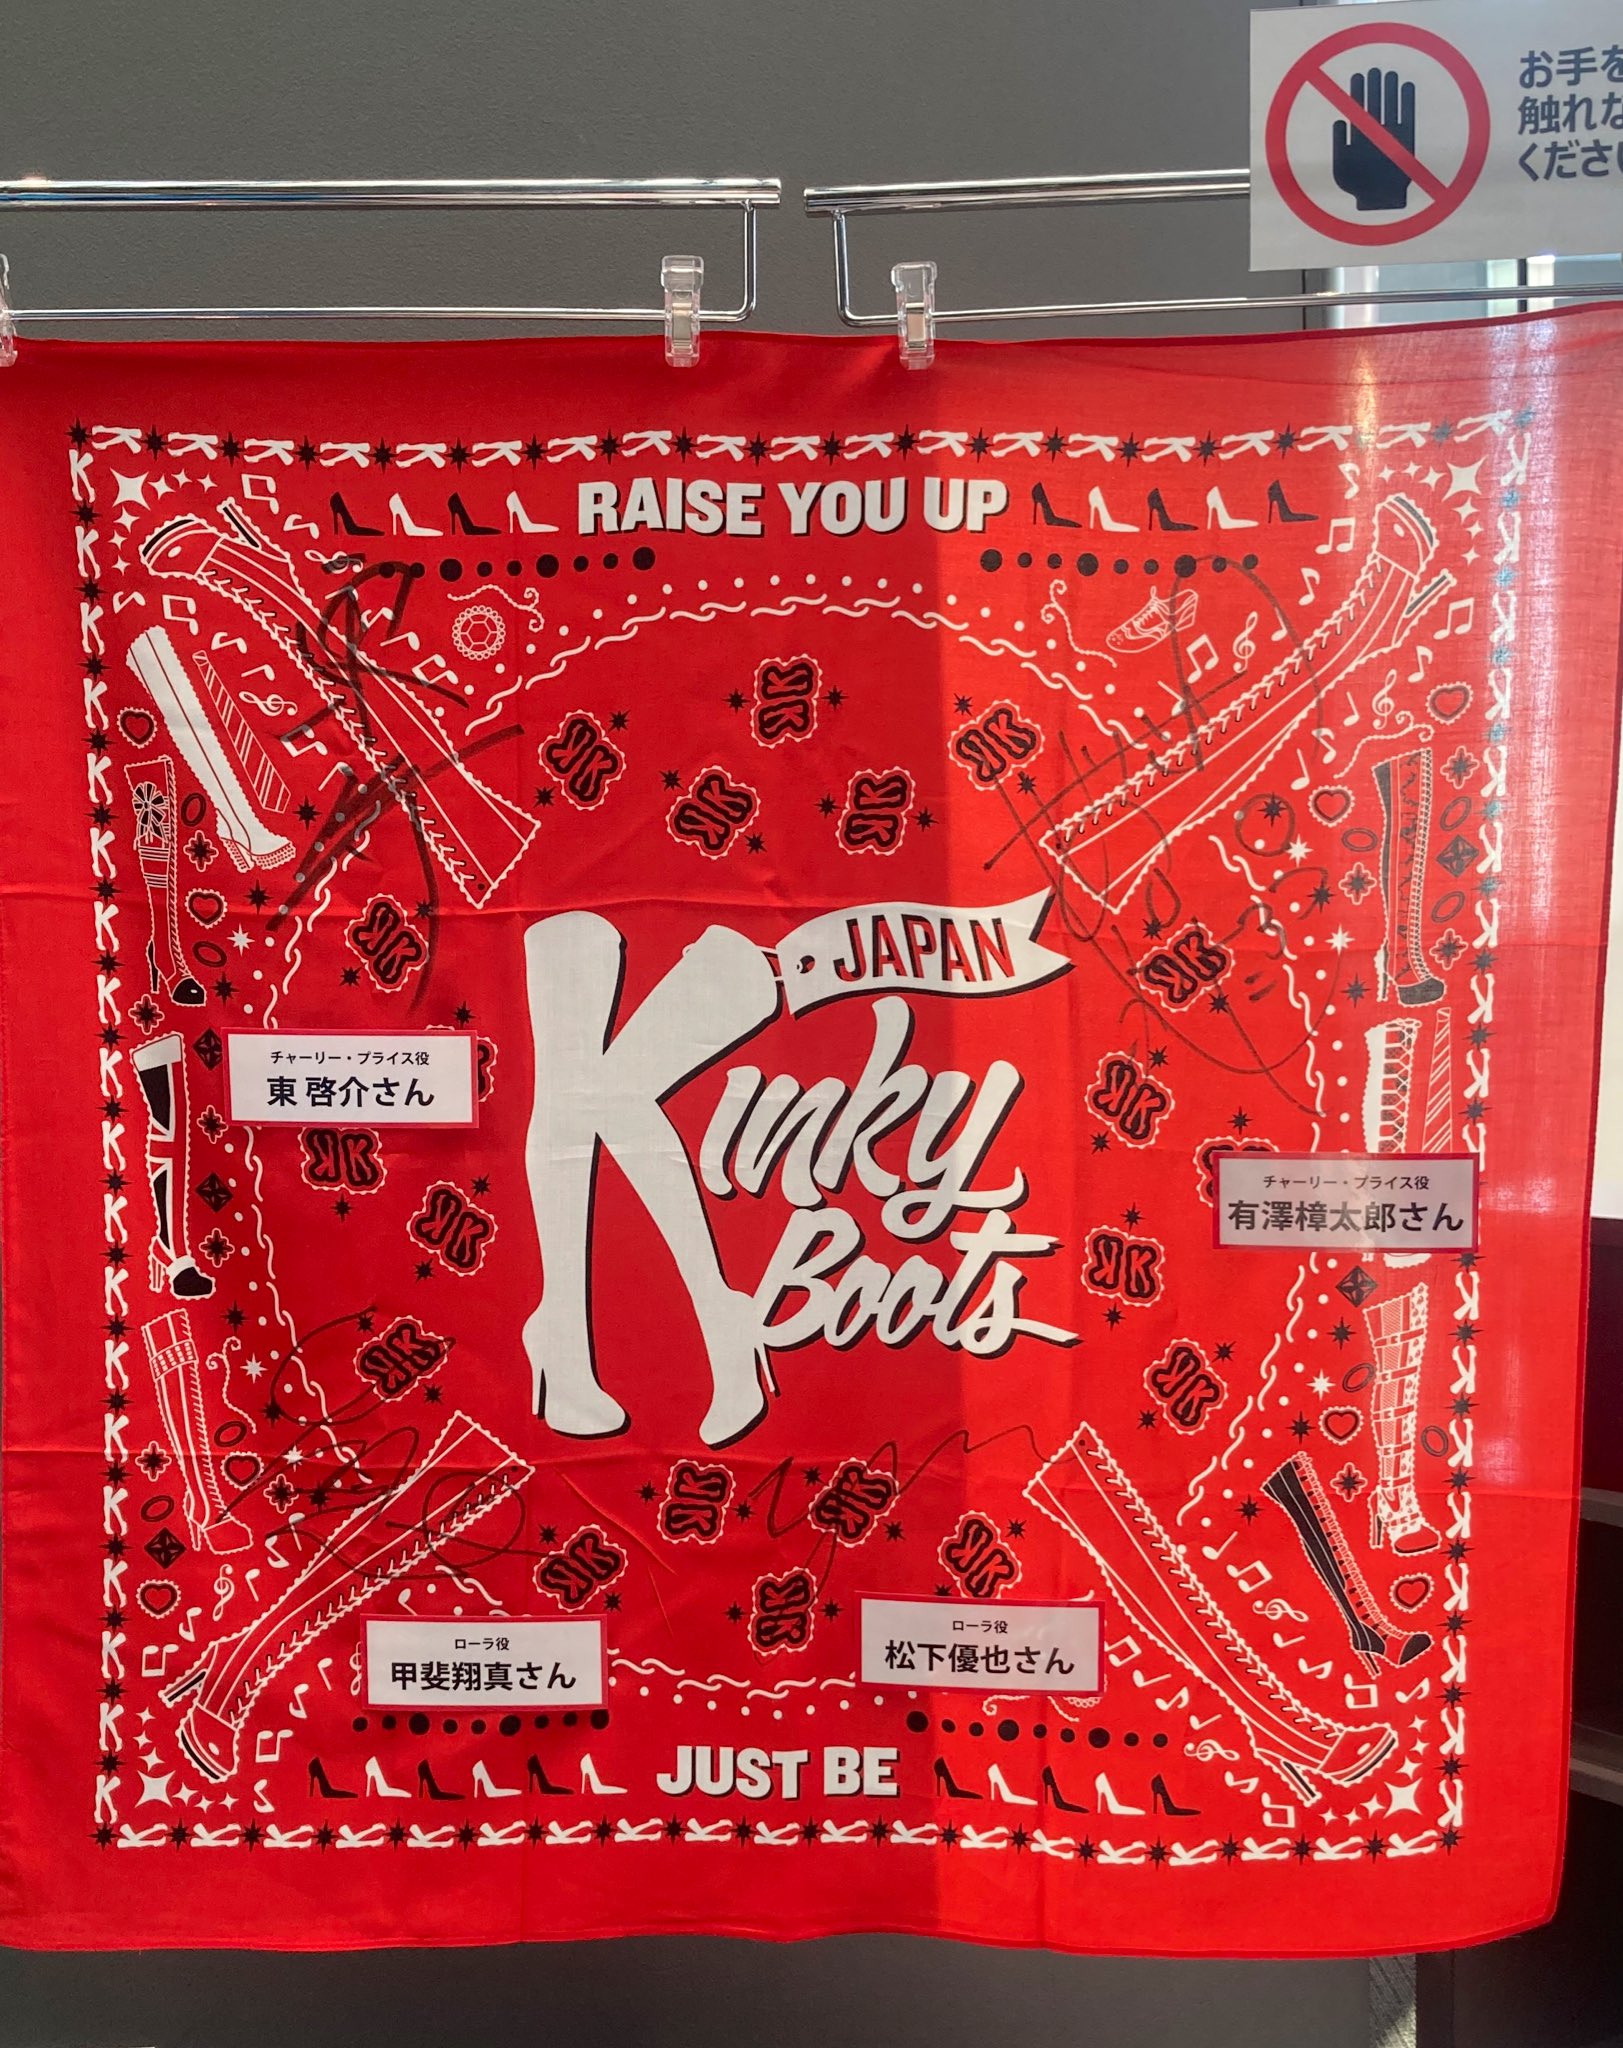 お手を
触れな
くださ
RAISE YOU UP
JAPAN
Kinky
Boots
チャーリー・プライス役
東 啓介さん
チャーリー・プライス役
有澤樟太郎さん
ローラ役
甲斐翔真さん
ローラ役
松下優也さん
JUST BE